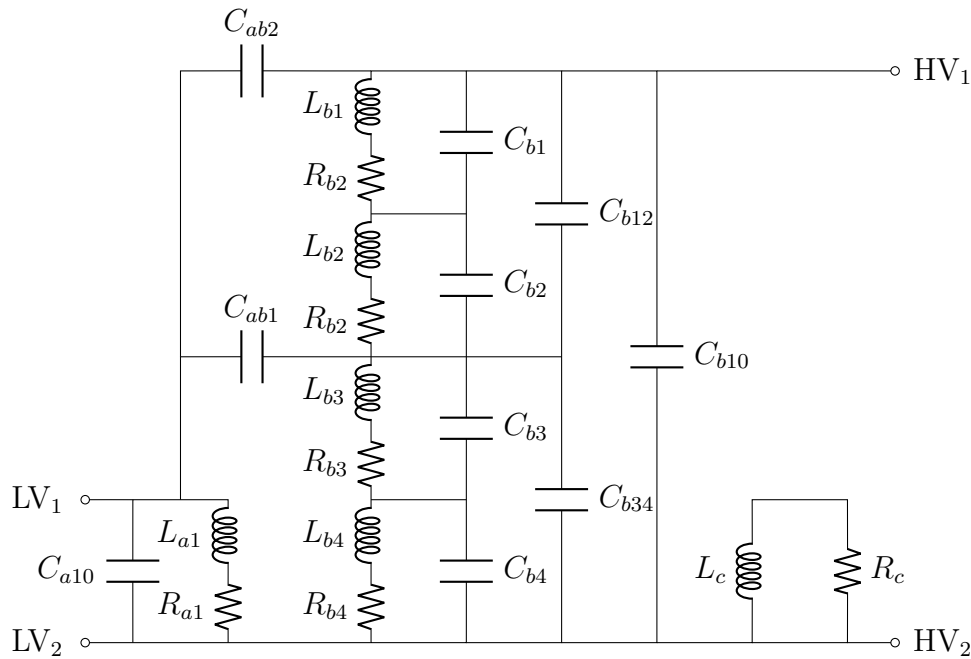 C_{ab2}
HV_1
L_{b1}
C_{b1}
R_{b2}
C_{b12}
L_{b2}
C_{b2}
C_{ab1}
R_{b2}
C_{b10}
L_{b3}
C_{b3}
R_{b3}
LV_1
C_{b34}
L_{a1}
L_{b4}
C_{a10}
C_{b4}
L_c
R_c
R_{a1}
R_{b4}
LV_2
HV_2